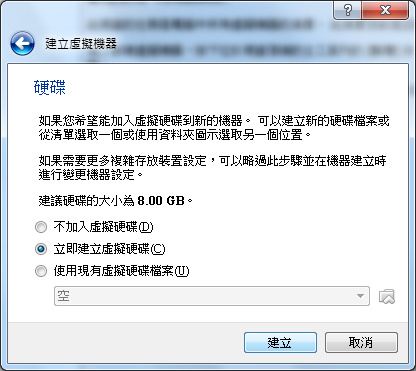 建立虛擬機器
硬碟
如果您希望能加入虛擬硬碟到新的機器。 可以建立新的硬碟檔案或
從清單選取一個或使用資料夾圖示選取另一個位置。
如果需要更多複雜存放裝置設定，可以略過此步驟並在機器建立時
進行變更機器設定。
建議硬碟的大小為 8.00 GB。
不加入虛擬硬碟(D)
立即建立虛擬硬碟(C)
使用現有虛擬硬碟檔案(U)
空
建立
取消